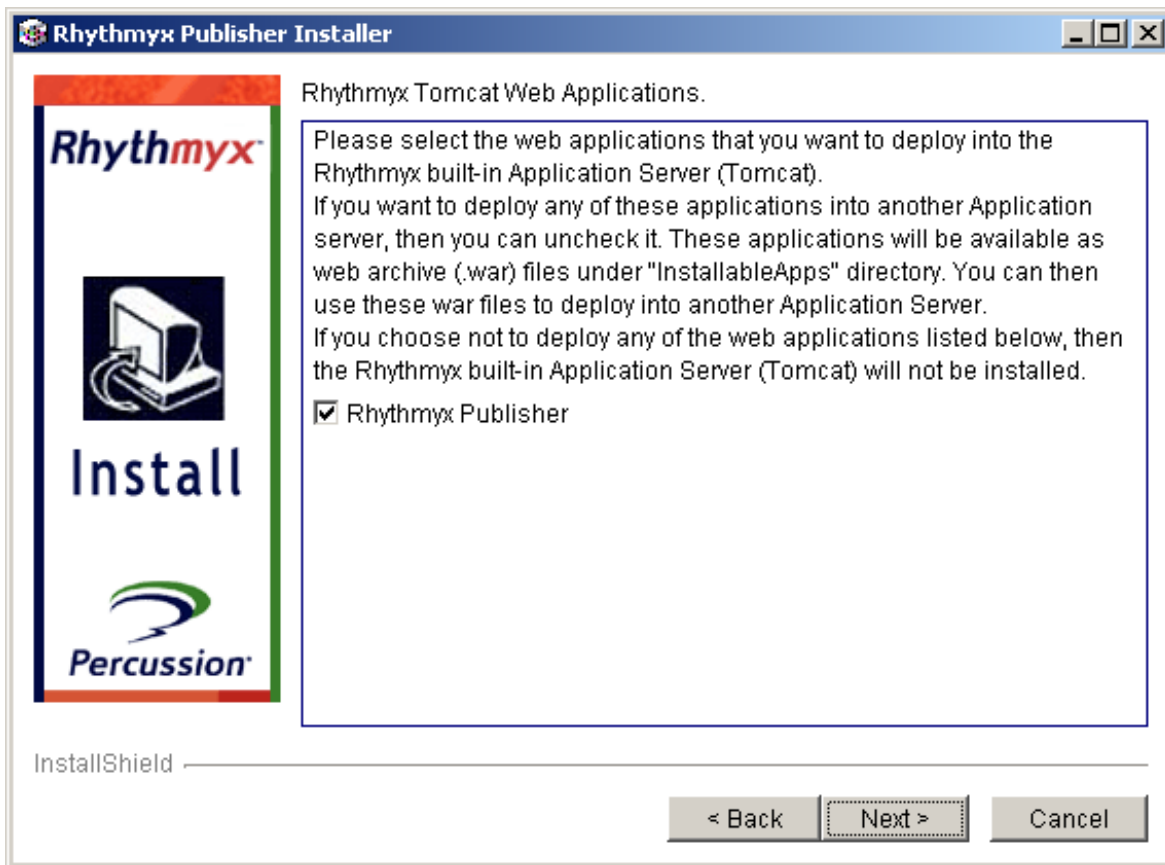 Rhythmyx Publisher Installer
Rhythmyx
Install
Percussion
Rhythmyx Tomcat Web Applications.
Please select the web applications that you want to deploy into the
Rhythmyx built-in Application Server (Tomcat).
If you want to deploy any of these applications into another Application
server, then you can uncheck it. These applications will be available as
web archive (.war) files under "InstallableApps" directory. You can then
use these war files to deploy into another Application Server.
If you choose not to deploy any of the web applications listed below, then
the Rhythmyx built-in Application Server (Tomcat) will not be installed.
Rhythmyx Publisher
InstallShield
< Back
Next >
Cancel